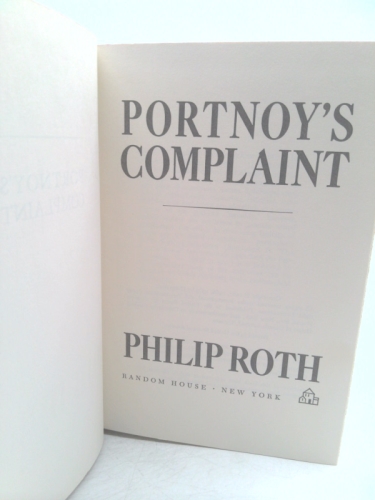 PORTNOY'S
COMPLAINT
PHILIP ROTH
RANDOM HOUSE · NEW YORK